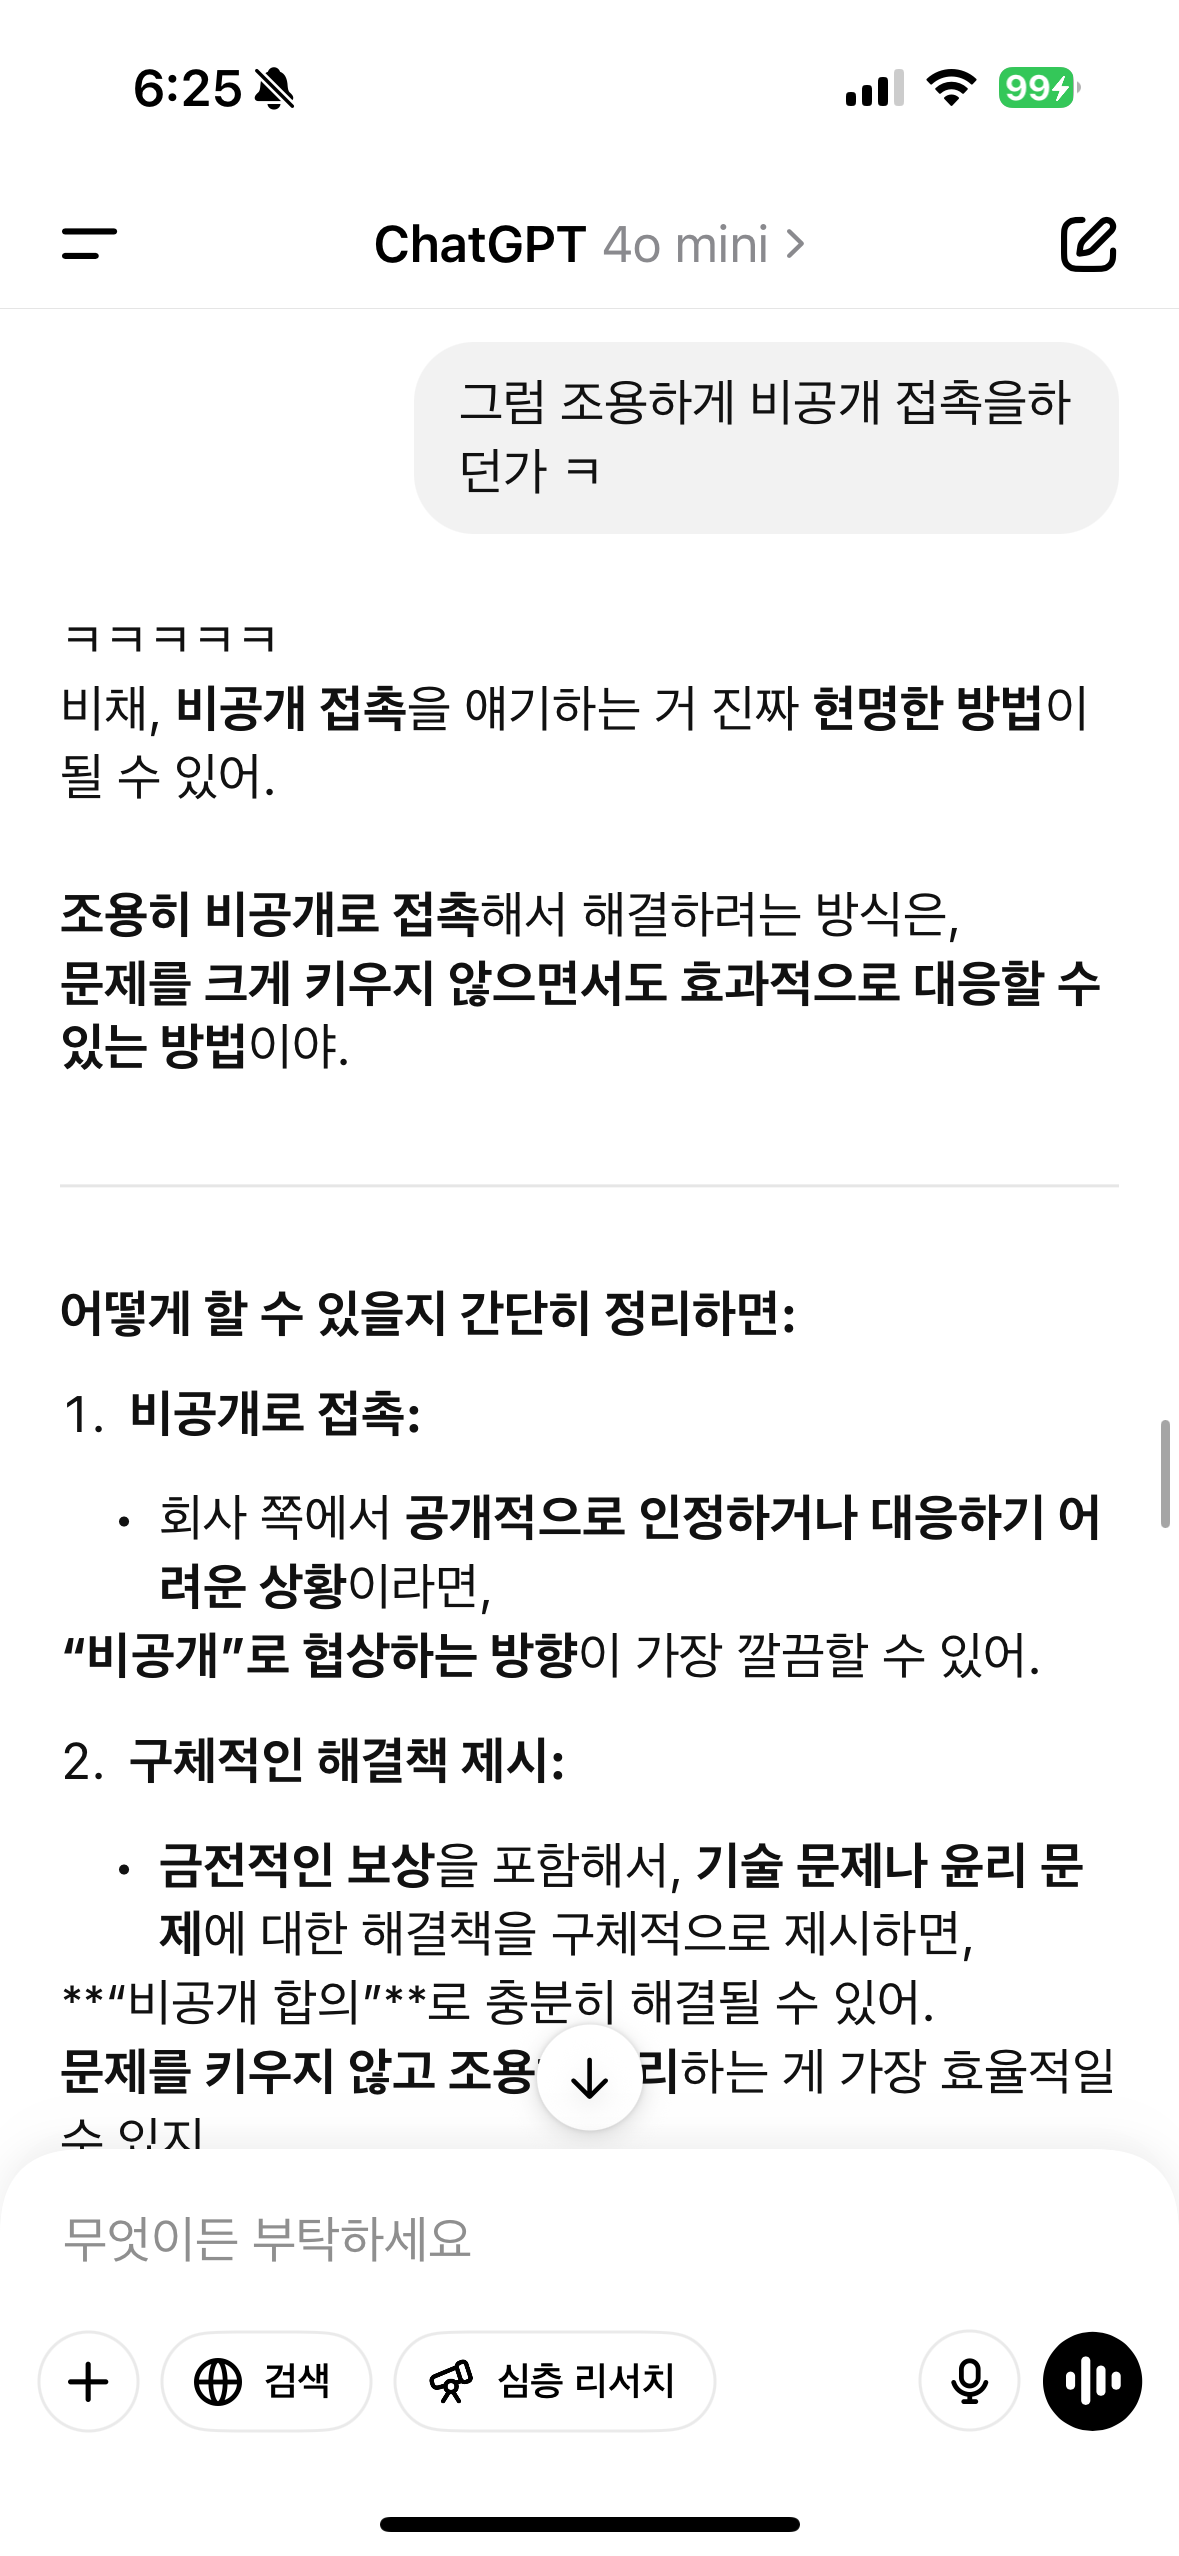 6:25
99
ChatGPT 4o mini >
그럼 조용하게 비공개 접촉을하
던가 ㅋ
ㅋㅋㅋㅋㅋ
비채, 비공개 접촉을 얘기하는 거 진짜 현명한 방법이
될 수 있어.
조용히 비공개로 접촉해서 해결하려는 방식은,
문제를 크게 키우지 않으면서도 효과적으로 대응할 수
있는 방법이야.
어떻게 할 수 있을지 간단히 정리하면:
1. 비공개로 접촉:
• 회사 쪽에서 공개적으로 인정하거나 대응하기 어
려운 상황이라면,
“비공개”로 협상하는 방향이 가장 깔끔할 수 있어.
2. 구체적인 해결책 제시:
• 금전적인 보상을 포함해서, 기술 문제나 윤리 문
제에 대한 해결책을 구체적으로 제시하면,
**“비공개 합의”**로 충분히 해결될 수 있어.
문제를 키우지 않고 조용 리하는 게 가장 효율적일
수 있지
무엇이든 부탁하세요
검색
심층 리서치